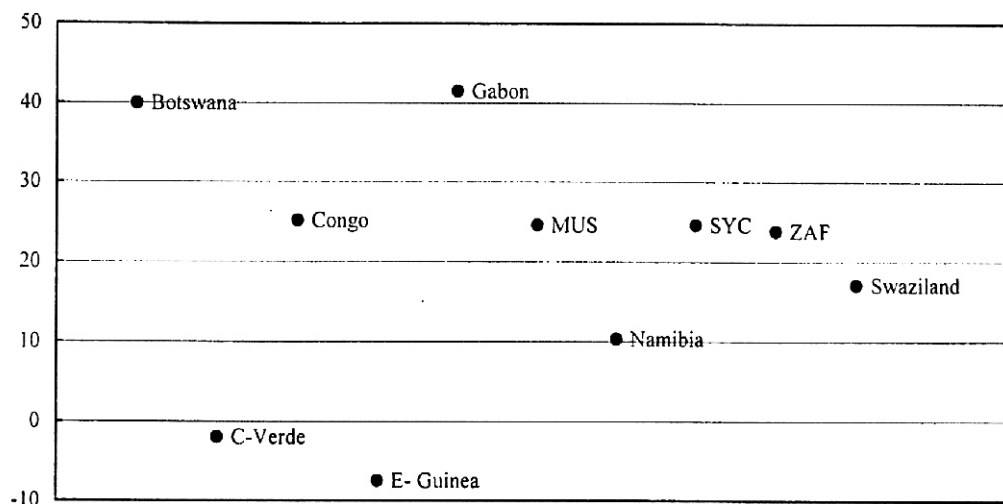 50
Gabon
40
Botswana
30
Congo
MUS
SYC
ZAF
20
Swaziland
10
Namibia
0
C-Verde
E- Guinea
-10